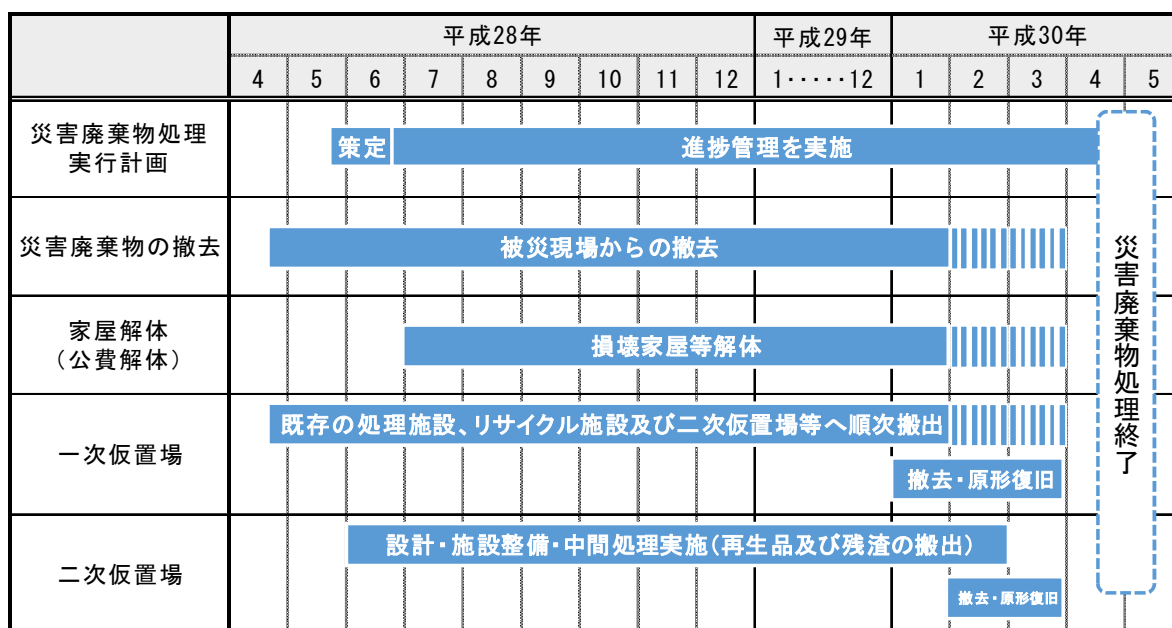 平成28年 平成29年 平成30年
4 5 6 7 8 9 10 11 12 1・・・・・12 1 2 3 4 5
災害廃棄物処理
実行計画
策定 進捗管理を実施
災害廃棄物の撤去
被災現場からの撤去
家屋解体
（公費解体）
損壊家屋等解体
一次仮置場
既存の処理施設、リサイクル施設及び二次仮置場等へ順次搬出
撤去・原形復旧
二次仮置場
設計・施設整備・中間処理実施（再生品及び残渣の搬出）
撤去・原形復旧
災害廃棄物処理終了